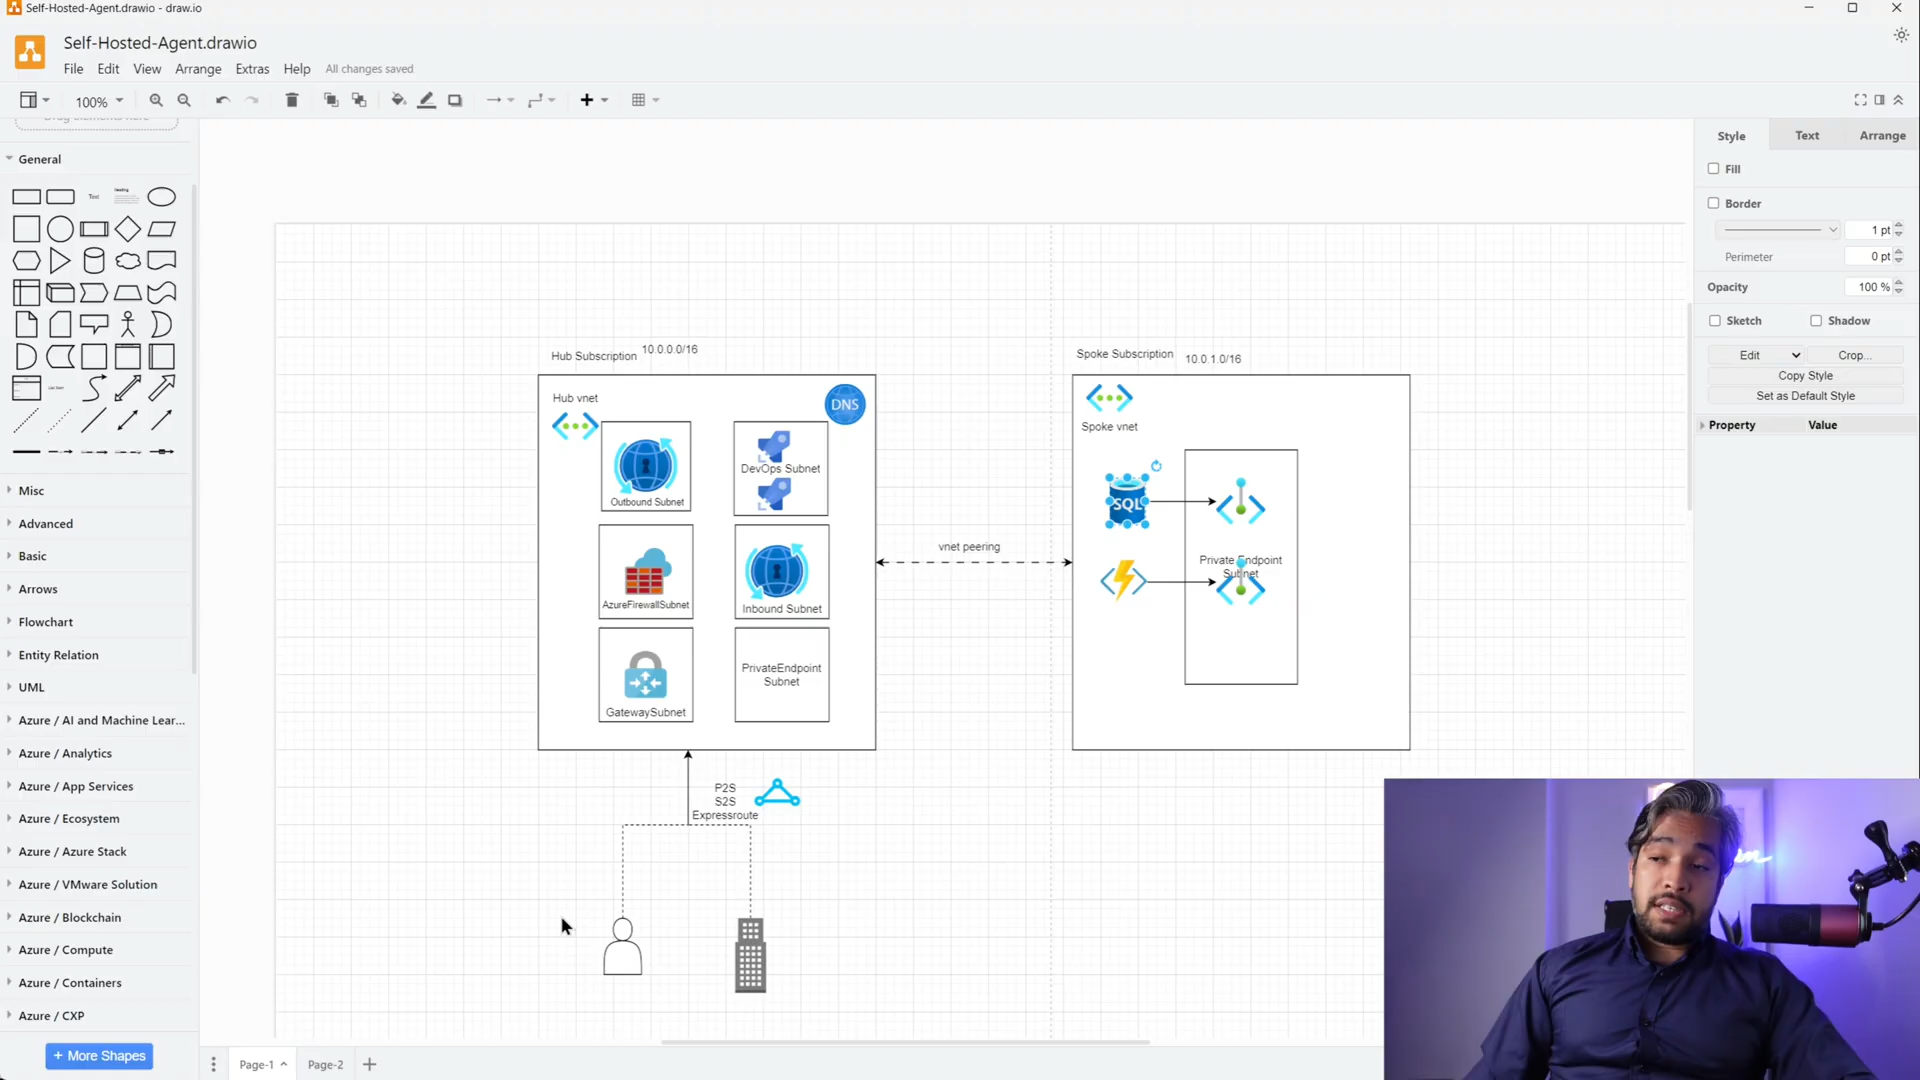 Self-Hosted-Agent.drawio - draw.io
Self-Hosted-Agent.drawio
File Edit View Arrange Extras Help All changes saved
100%
General
Text
Heading
Misc
Advanced
Basic
Arrows
Flowchart
Entity Relation
UML
Azure / AI and Machine Lear...
Azure / Analytics
Azure / App Services
Azure / Ecosystem
Azure / Azure Stack
Azure / VMware Solution
Azure / Blockchain
Azure / Compute
Azure / Containers
Azure / CXP
+ More Shapes
Hub Subscription 10.0.0.0/16
Hub vnet
DNS
Outbound Subnet
DevOps Subnet
AzureFirewallSubnet
Inbound Subnet
GatewaySubnet
PrivateEndpoint
Subnet
vnet peering
Spoke Subscription 10.0.1.0/16
Spoke vnet
SQL
Private Endpoint
Subnet
P2S
S2S
Expressroute
Page-1
Page-2
Style Text Arrange
Fill
Border
1 pt
Perimeter 0 pt
Opacity 100 %
Sketch Shadow
Edit Crop...
Copy Style
Set as Default Style
Property Value